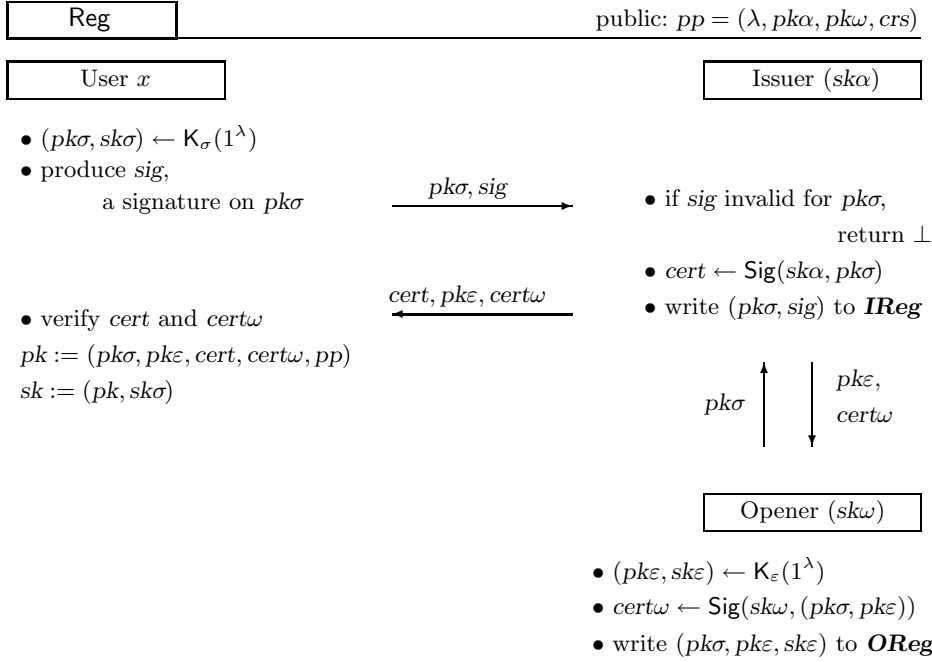 Reg
public: pp = (λ, pkα, pkω, crs)
User x
Issuer (skα)
• (pkσ, skσ) ← K_σ(1^λ)
• produce sig,
a signature on pkσ
pkσ, sig
• if sig invalid for pkσ,
return ⊥
• cert ← Sig(skα, pkσ)
• write (pkσ, sig) to IReg
cert, pkε, certω
• verify cert and certω
pk := (pkσ, pkε, cert, certω, pp)
sk := (pk, skσ)
pkσ
pkε,
certω
Opener (skω)
• (pkε, skε) ← K_ε(1^λ)
• certω ← Sig(skω, (pkσ, pkε))
• write (pkσ, pkε, skε) to OReg